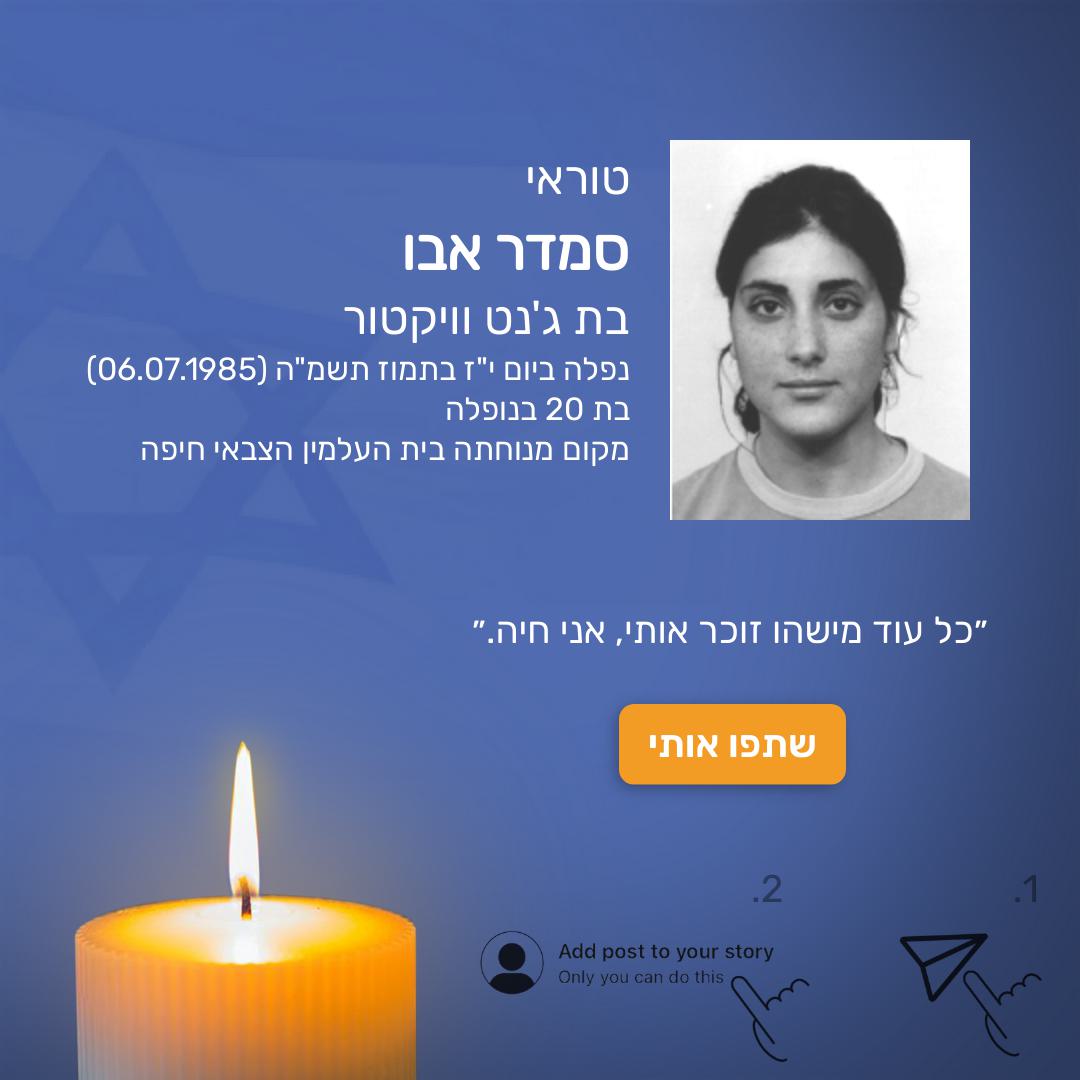 טוראי
סמדר אבו
בת ג'נט וויקטור
נפלה ביום י"ז בתמוז תשמ"ה (06.07.1985)
בת 20 בנופלה
מקום מנוחתה בית העלמין הצבאי חיפה
״כל עוד מישהו זוכר אותי, אני חיה.״
שתפו אותי
.1
.2
Add post to your story
Only you can do this